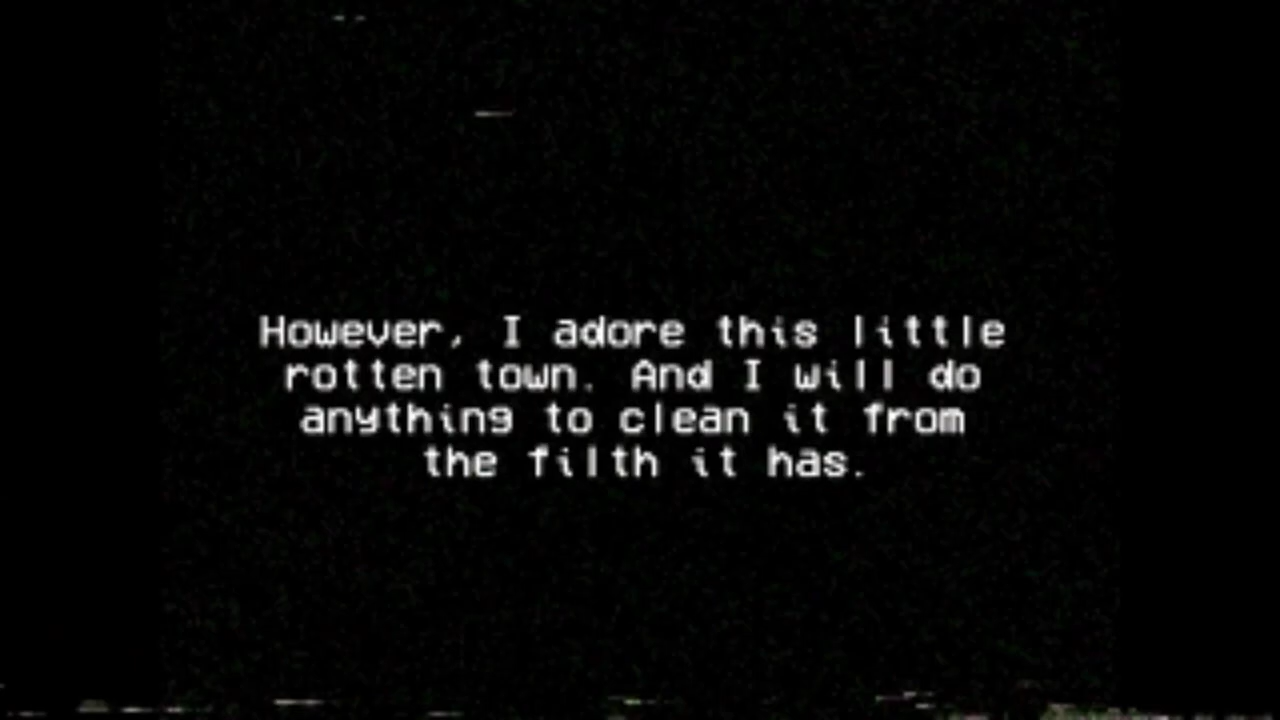 However, I adore this little
rotten town. And I will do
anything to clean it from
the filth it has.